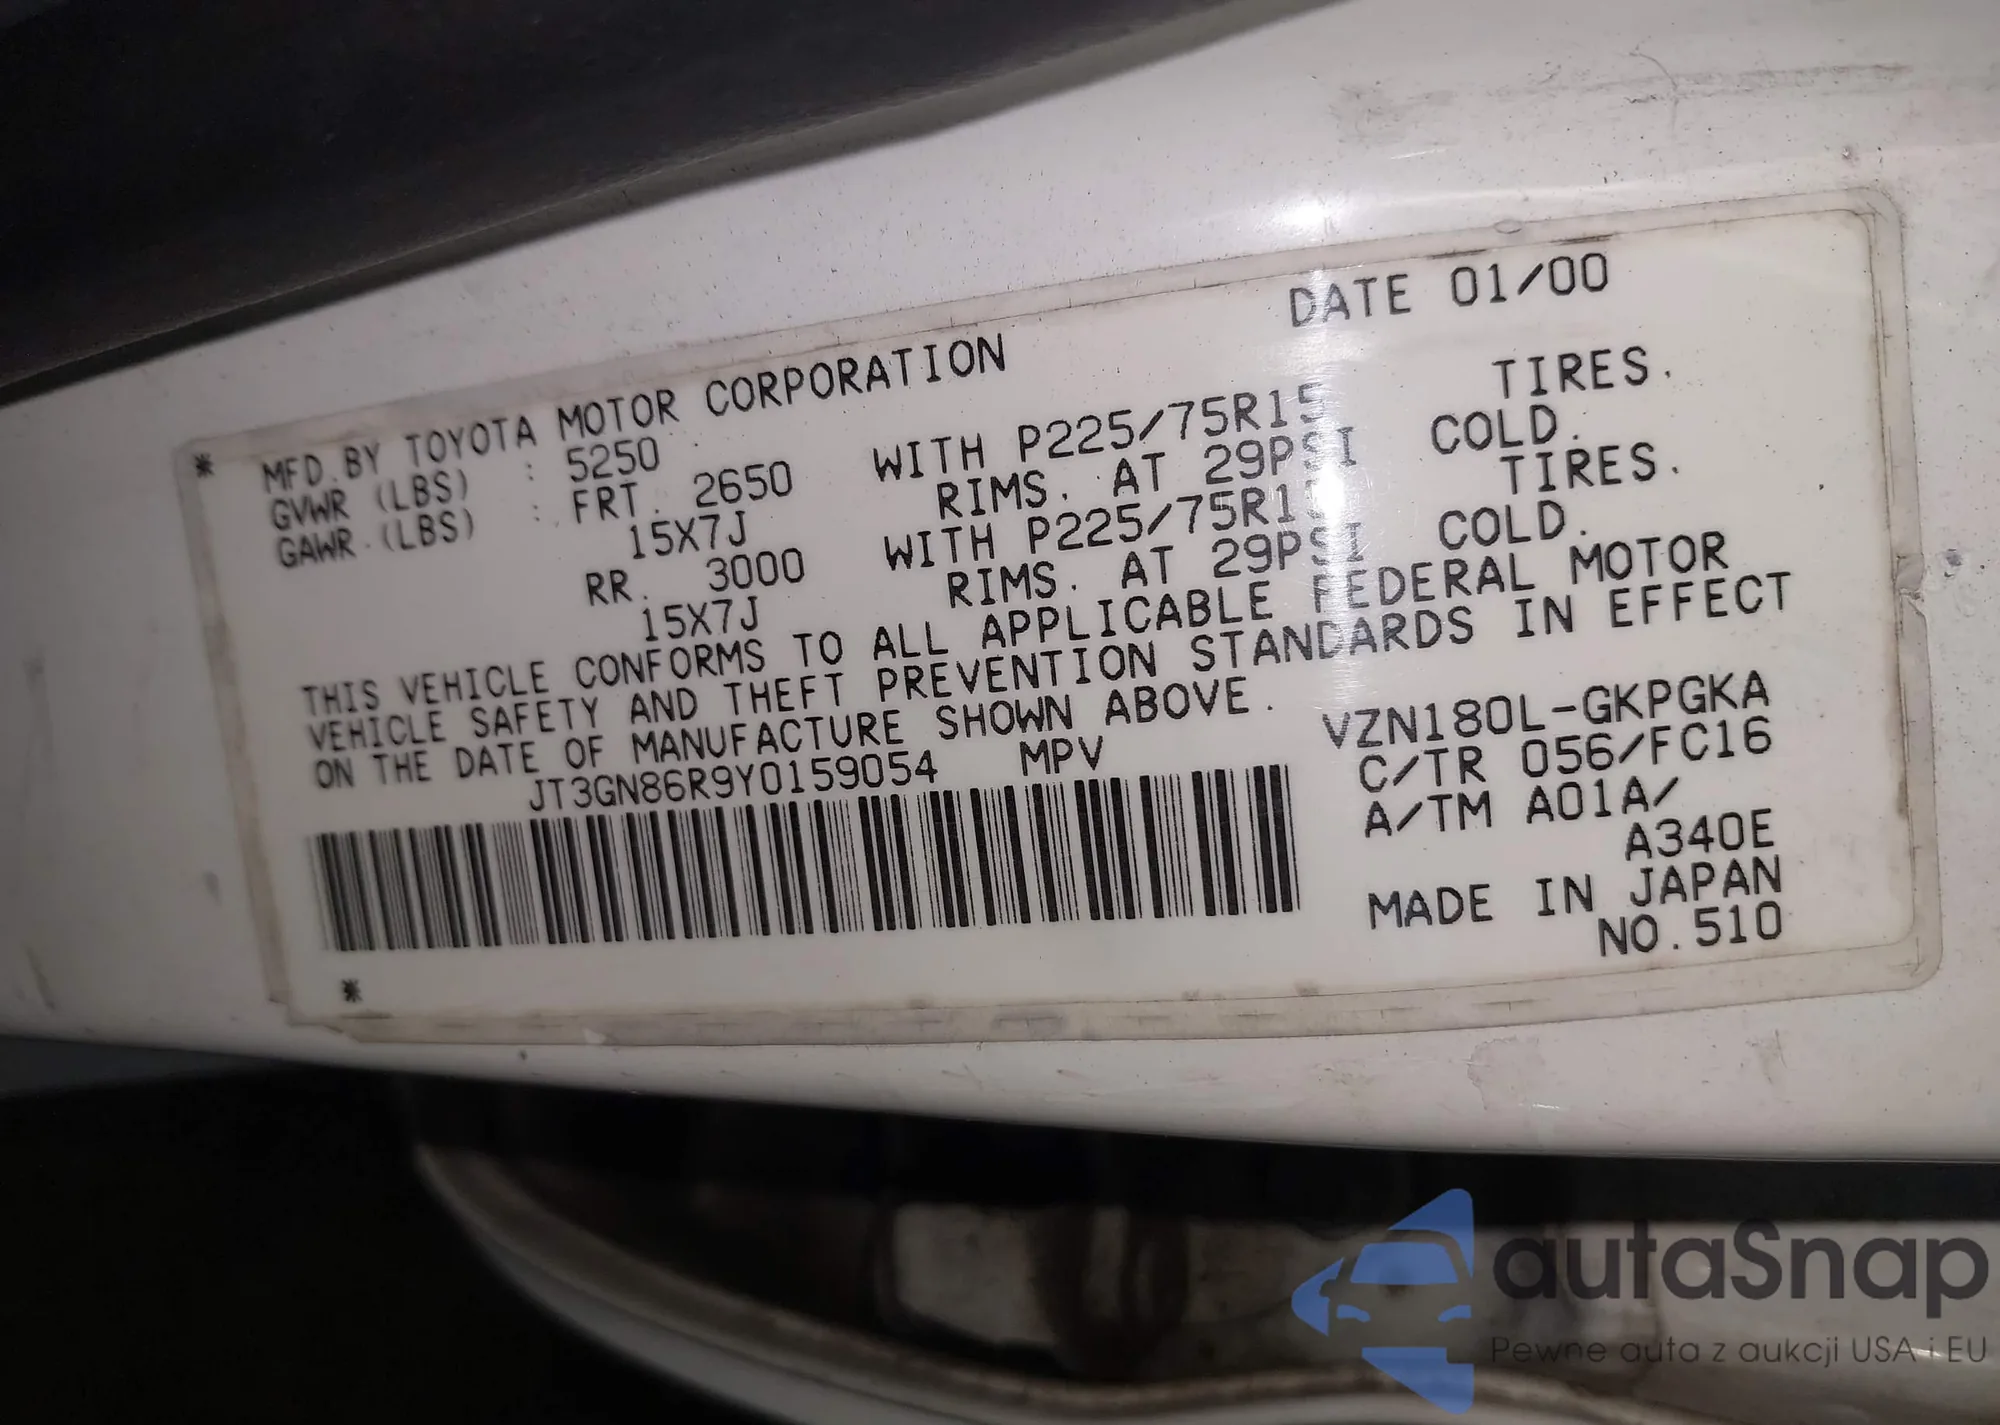 DATE 01/00
* MFD.BY TOYOTA MOTOR CORPORATION
GVWR (LBS) : 5250
GAWR.(LBS) : FRT. 2650 WITH P225/75R15 TIRES.
15X7J RIMS. AT 29PSI COLD.
RR. 3000 WITH P225/75R15 TIRES.
15X7J RIMS. AT 29PSI COLD.
THIS VEHICLE CONFORMS TO ALL APPLICABLE FEDERAL MOTOR
VEHICLE SAFETY AND THEFT PREVENTION STANDARDS IN EFFECT
ON THE DATE OF MANUFACTURE SHOWN ABOVE.
JT3GN86R9Y0159054 MPV
VZN180L-GKPGKA
C/TR 056/FC16
A/TM A01A/
A340E
MADE IN JAPAN
NO.510
*
autaSnap
Pewne auta z aukcji USA i EU